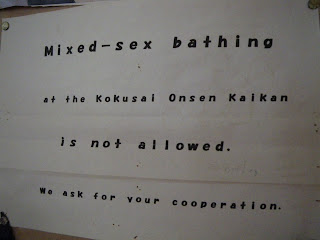 Mixed-sex bathing
at the Kokusai Onsen Kaikan
is not allowed.
We ask for your cooperation.